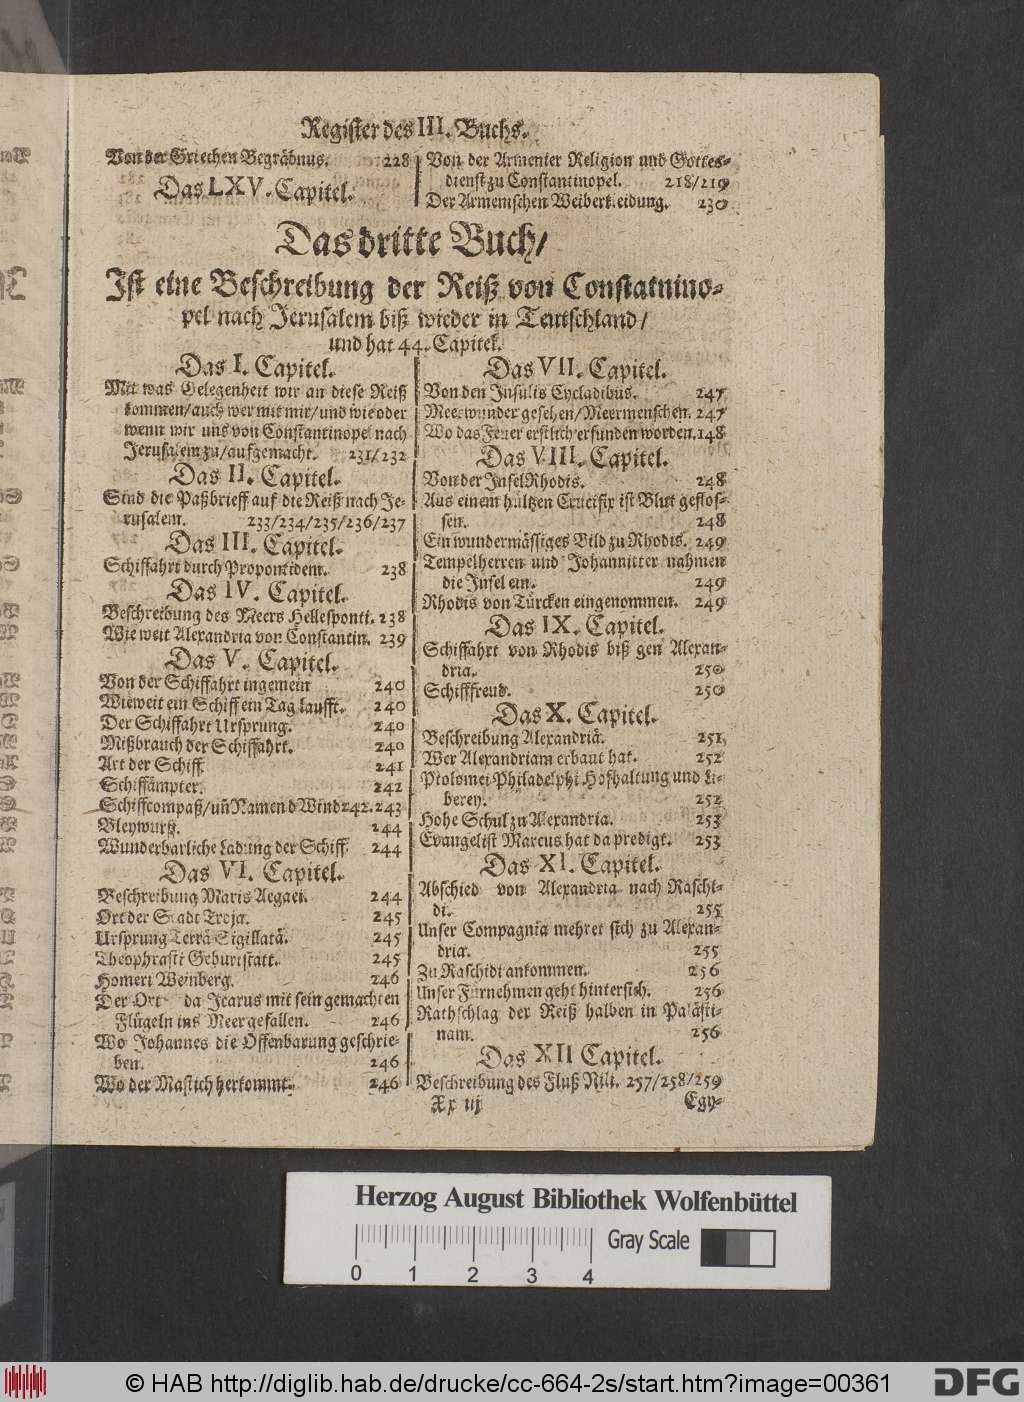 Register des III. Buchs.
Von der Griechen Begräbnus. 228
Das LXV. Capitel.
Von der Armenier Religion und Gottes-
dienst zu Constantinopel. 218/219
Der Armenischen Weiber Kleidung. 230
Das dritte Buch/
Ist eine Beschreibung der Reiß von Constatnino-
pel nach Jerusalem biß wieder in Teutschland/
und hat 44. Capitel.
Das I. Capitel.
Mit was Gelegenheit wir an diese Reiß
kommen/auch wer mit mir/und wie oder
wenn wir uns von Constantinopel nach
Jerusalem zu/aufgemacht. 231/232
Das II. Capitel.
Sind die Paßbrieff auf die Reiß nach Je-
rusalem. 233/234/235/236/237
Das III. Capitel.
Schiffahrt durch Propontidem. 238
Das IV. Capitel.
Beschreibung des Meers Hellesponti. 238
Wie weit Alexandria von Constantin. 239
Das V. Capitel.
Von der Schiffahrt ingemein 240
Wie weit ein Schiff ein Tag laufft. 240
Der Schiffahrt Ursprung. 240
Mißbrauch der Schiffahrt. 240
Art der Schiff. 241
Schiffämpter. 242
Schiffcompaß/uñ Namen d Wind 242.243
Bleywurff. 244
Wunderbarliche Ladung der Schiff. 244
Das VI. Capitel.
Beschreibung Maris Aegaei. 244
Ort der Stadt Troja. 245
Ursprung Terrä Sigillatä. 245
Theophrasti Geburtstatt. 245
Homeri Weinberg. 246
Der Ort da Icarus mit sein gemachten
Flügeln ins Meer gefallen. 246
Wo Johannes die Offenbarung geschrie-
ben. 246
Wo der Mastich herkommt. 246
Das VII. Capitel.
Von den Insulis Cycladibus. 247
Meerwunder gesehen/Meermenschen. 247
Wo das Feuer erstlich erfunden worden. 148
Das VIII. Capitel.
Von der Insel Rhodis. 248
Aus einem hültzen Crucifix ist Blut geflos-
sen. 248
Ein wundermässiges Bild zu Rhodis. 249
Tempelherren und Johannitter nahmen
die Insel ein. 249
Rhodis von Türcken eingenommen. 249
Das IX. Capitel.
Schiffahrt von Rhodis biß gen Alexan-
dria. 250
Schifffreud. 250
Das X. Capitel.
Beschreibung Alexandriä. 251
Wer Alexandriam erbaut hat. 252
Ptolomei Philadelphi Hofhaltung und Li-
berey. 252
Hohe Schul zu Alexandria. 253
Evangelist Marcus hat da predigt. 253
Das XI. Capitel.
Abschied von Alexandria nach Raschi-
di. 255
Unser Compagnia mehret sich zu Alexan-
dria. 255
Zu Raschidi ankommen. 256
Unser Fürnehmen geht hintersich. 256
Rathschlag der Reiß halben in Palästi-
nam. 256
Das XII Capitel.
Beschreibung des Fluß Nili. 257/258/259
Xx iij Egy-
Herzog August Bibliothek Wolfenbüttel
Gray Scale
0 1 2 3 4
© HAB http://diglib.hab.de/drucke/cc-664-2s/start.htm?image=00361
DFG